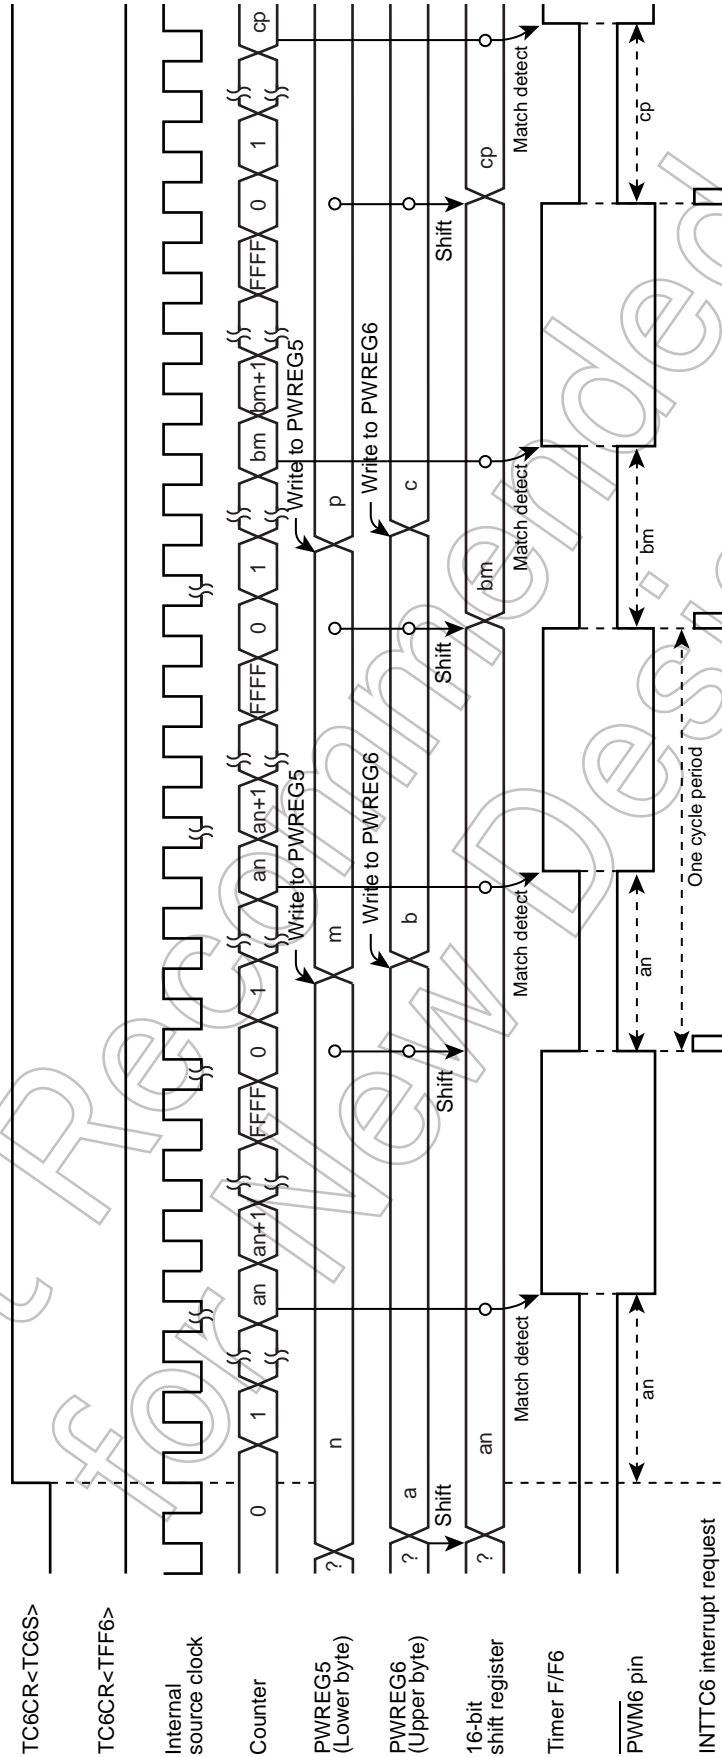 TC6CR<TC6S>
TC6CR<TFF6>
Internal
source clock
Counter
0 1 an an+1 FFFF 0 1 an an+1 FFFF 0 1 bm bm+1 FFFF 0 1 cp
Write to PWREG5 Write to PWREG5
PWREG5
(Lower byte)
? n m p
Write to PWREG6 Write to PWREG6
PWREG6
(Upper byte)
? a b c
Shift Shift Shift Shift
16-bit
shift register
? an bm cp
Match detect Match detect Match detect Match detect
Timer F/F6
PWM6 pin
an an bm cp
One cycle period
INTTC6 interrupt request
t Recommended
for New Desi